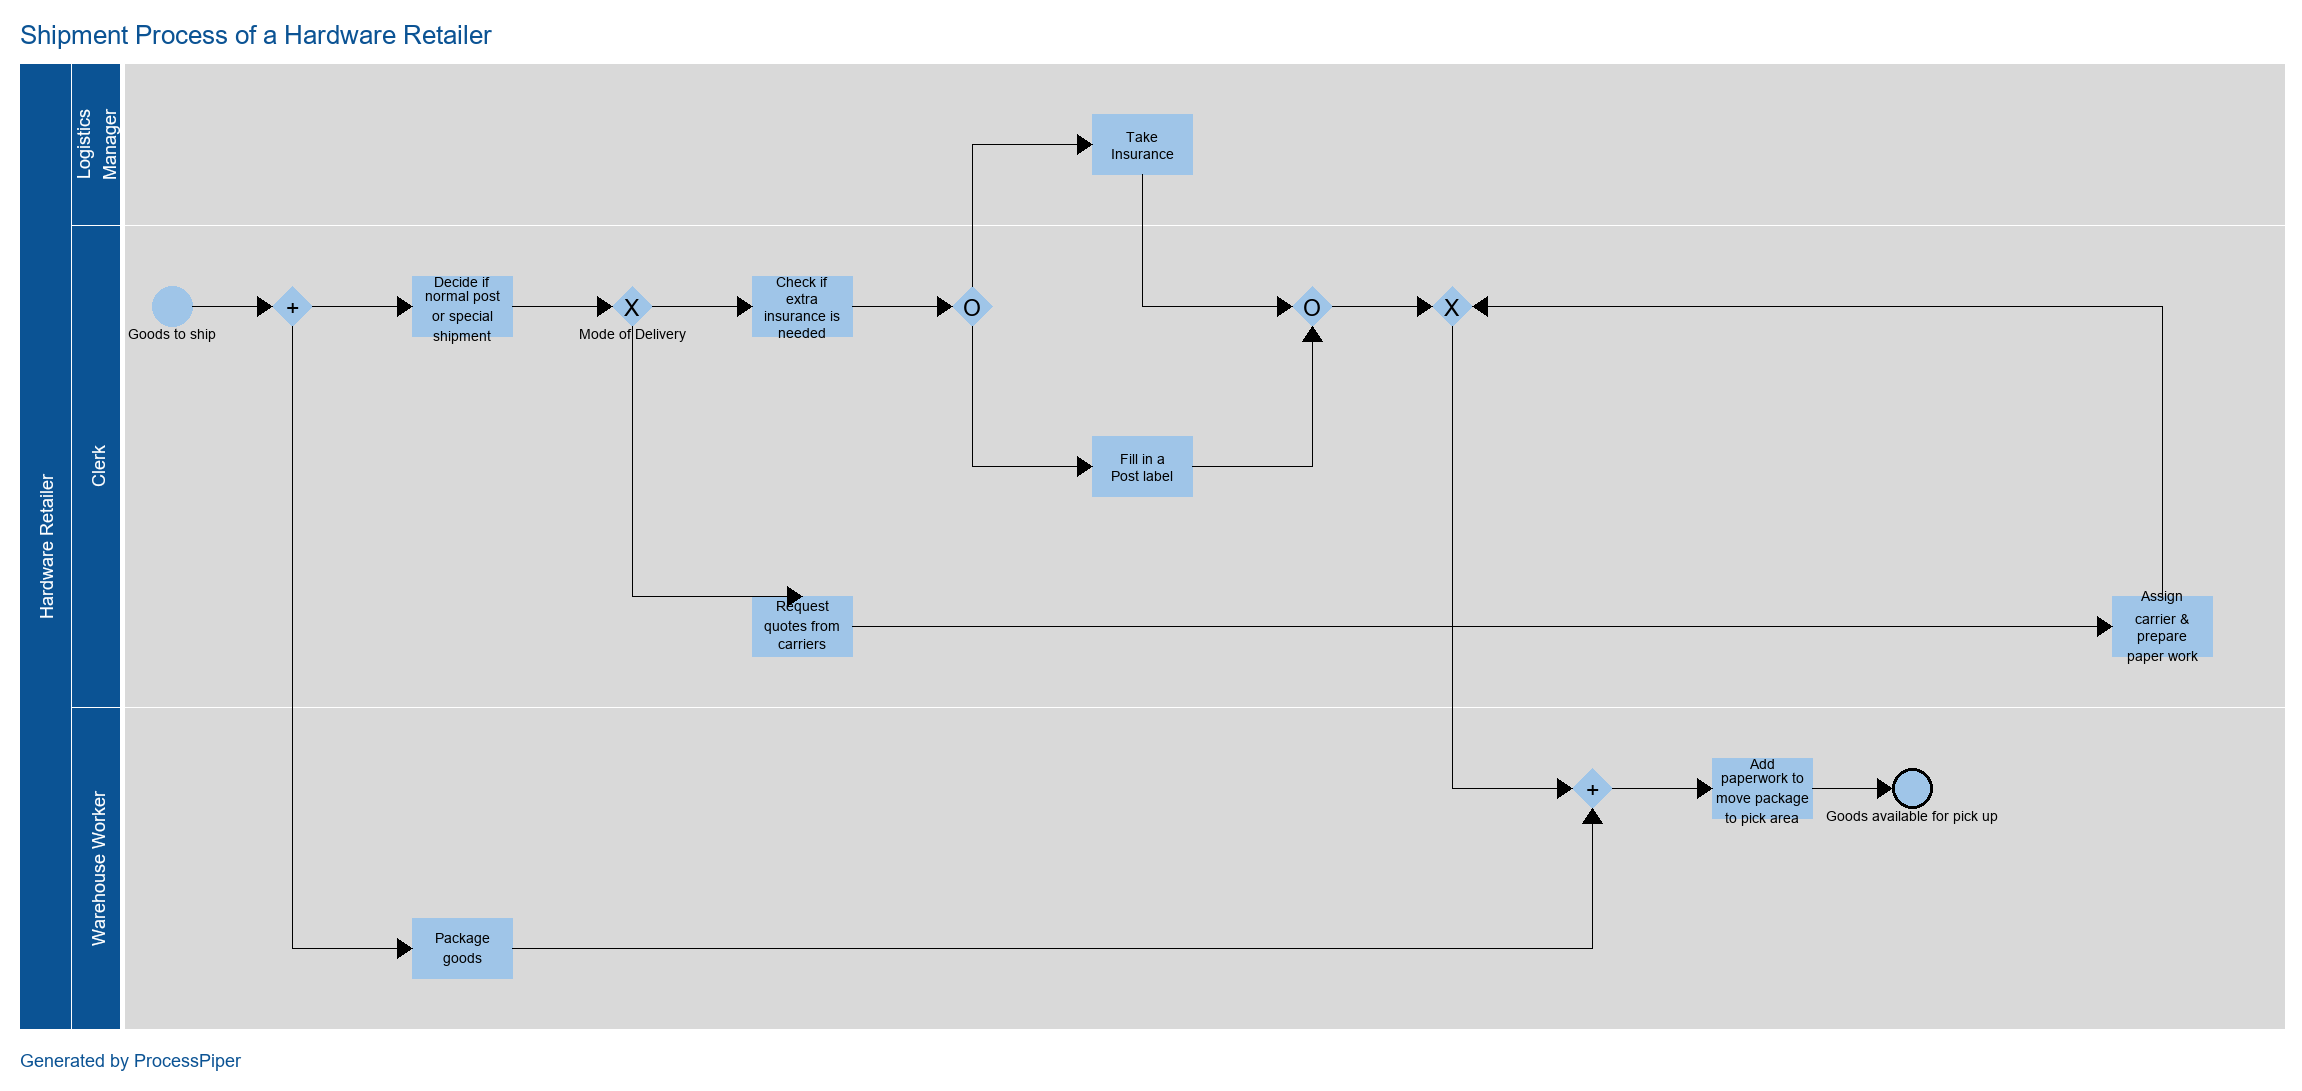 Shipment Process of a Hardware Retailer
Hardware Retailer
Logistics
Manager
Take
Insurance
Clerk
Goods to ship
+
Decide if
normal post
or special
shipment
X
Mode of Delivery
Check if
extra
insurance is
needed
O
O
X
Fill in a
Post label
Request
quotes from
carriers
Assign
carrier &
prepare
paper work
Warehouse Worker
+
Add
paperwork to
move package
to pick area
Goods available for pick up
Package
goods
Generated by ProcessPiper